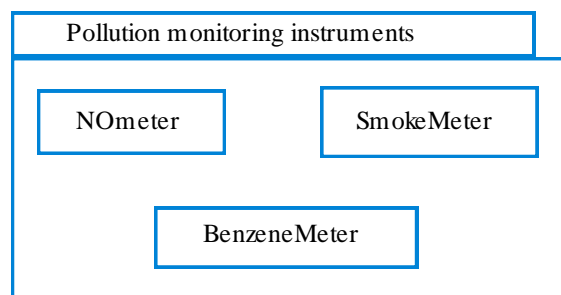 Pollution monitoring instruments
NOmeter
SmokeMeter
BenzeneMeter